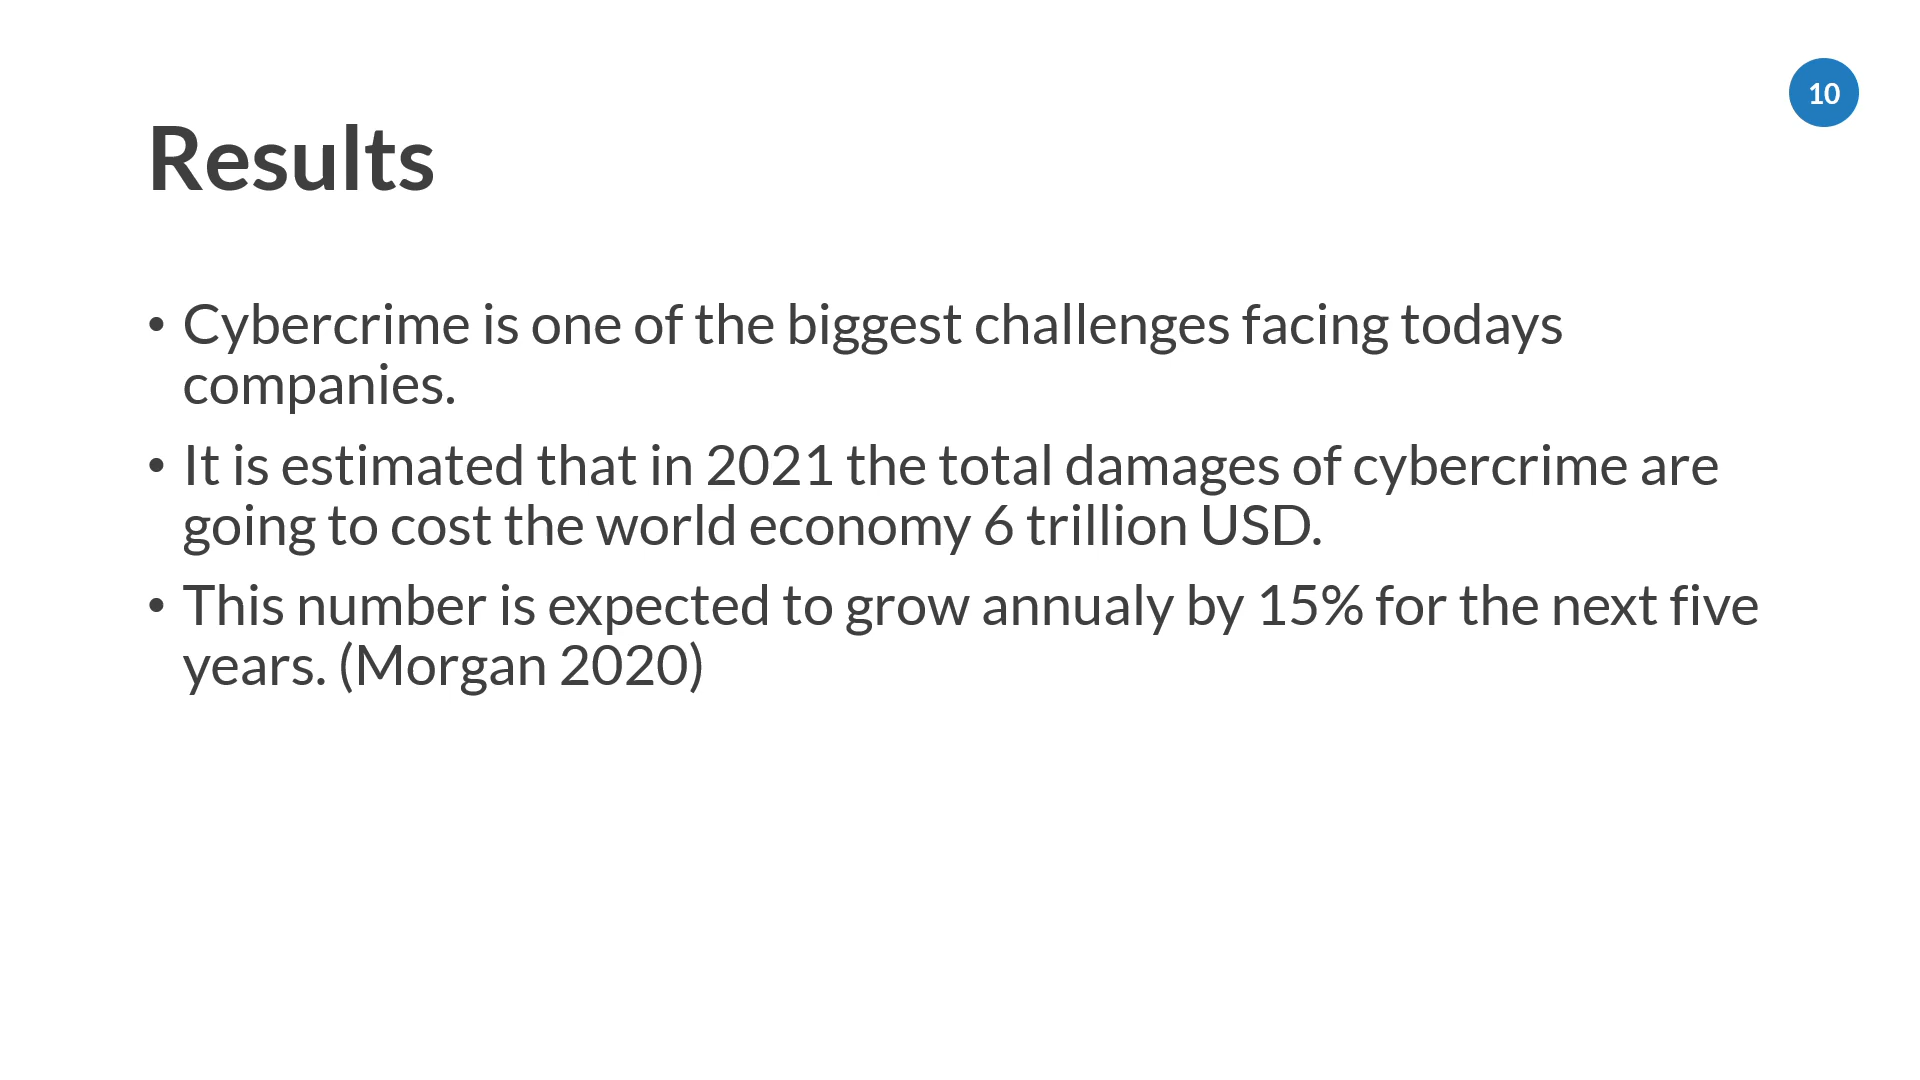 10
Results
• Cybercrime is one of the biggest challenges facing todays
companies.
• It is estimated that in 2021 the total damages of cybercrime are
going to cost the world economy 6 trillion USD.
• This number is expected to grow annualy by 15% for the next five
years. (Morgan 2020)